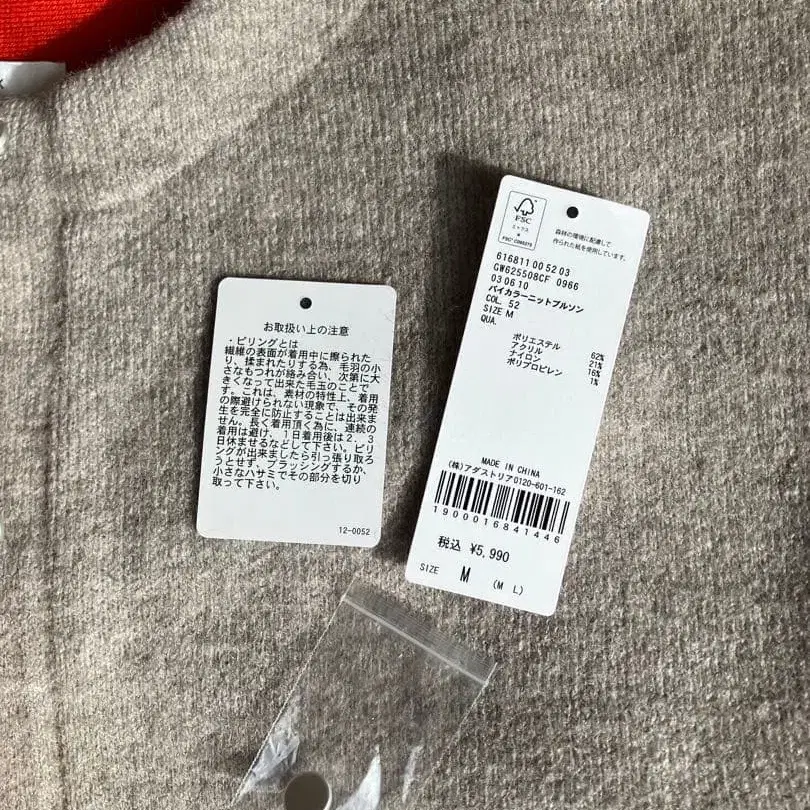 お取扱い上の注意
・ピリングとは
繊維の表面が着用中に擦られた
り、揉まれたりする為、毛羽の小
さなもつれが絡み合い、次第に大
きくなって出来た毛玉のことで
す。これは、素材の特性上、着用
の際避けられない現象で、その発
生を完全に防止することは出来ま
せん。長く着用頂く為に、連続の
着用は避け、1日着用後は2、3
日休ませるなどして下さい。ピリ
ングが出来ましたら引っ張り取ろ
うとせず、ブラッシングするか、
小さなハサミでその部分を切り
取って下さい。
12-0052
FSC
ミックス
森林の環境に配慮して
作られた紙を使用しています。
616811 00 52 03
GW625508CF 0966
03 06 10
バイカラーニットブルゾン
COL. 52
SIZE M
QUA.
ポリエステル 62%
アクリル 21%
ナイロン 16%
ポリプロピレン 1%
MADE IN CHINA
(株)アダストリア0120-601-162
1900016841446
税込 ¥5,990
SIZE M (M L)